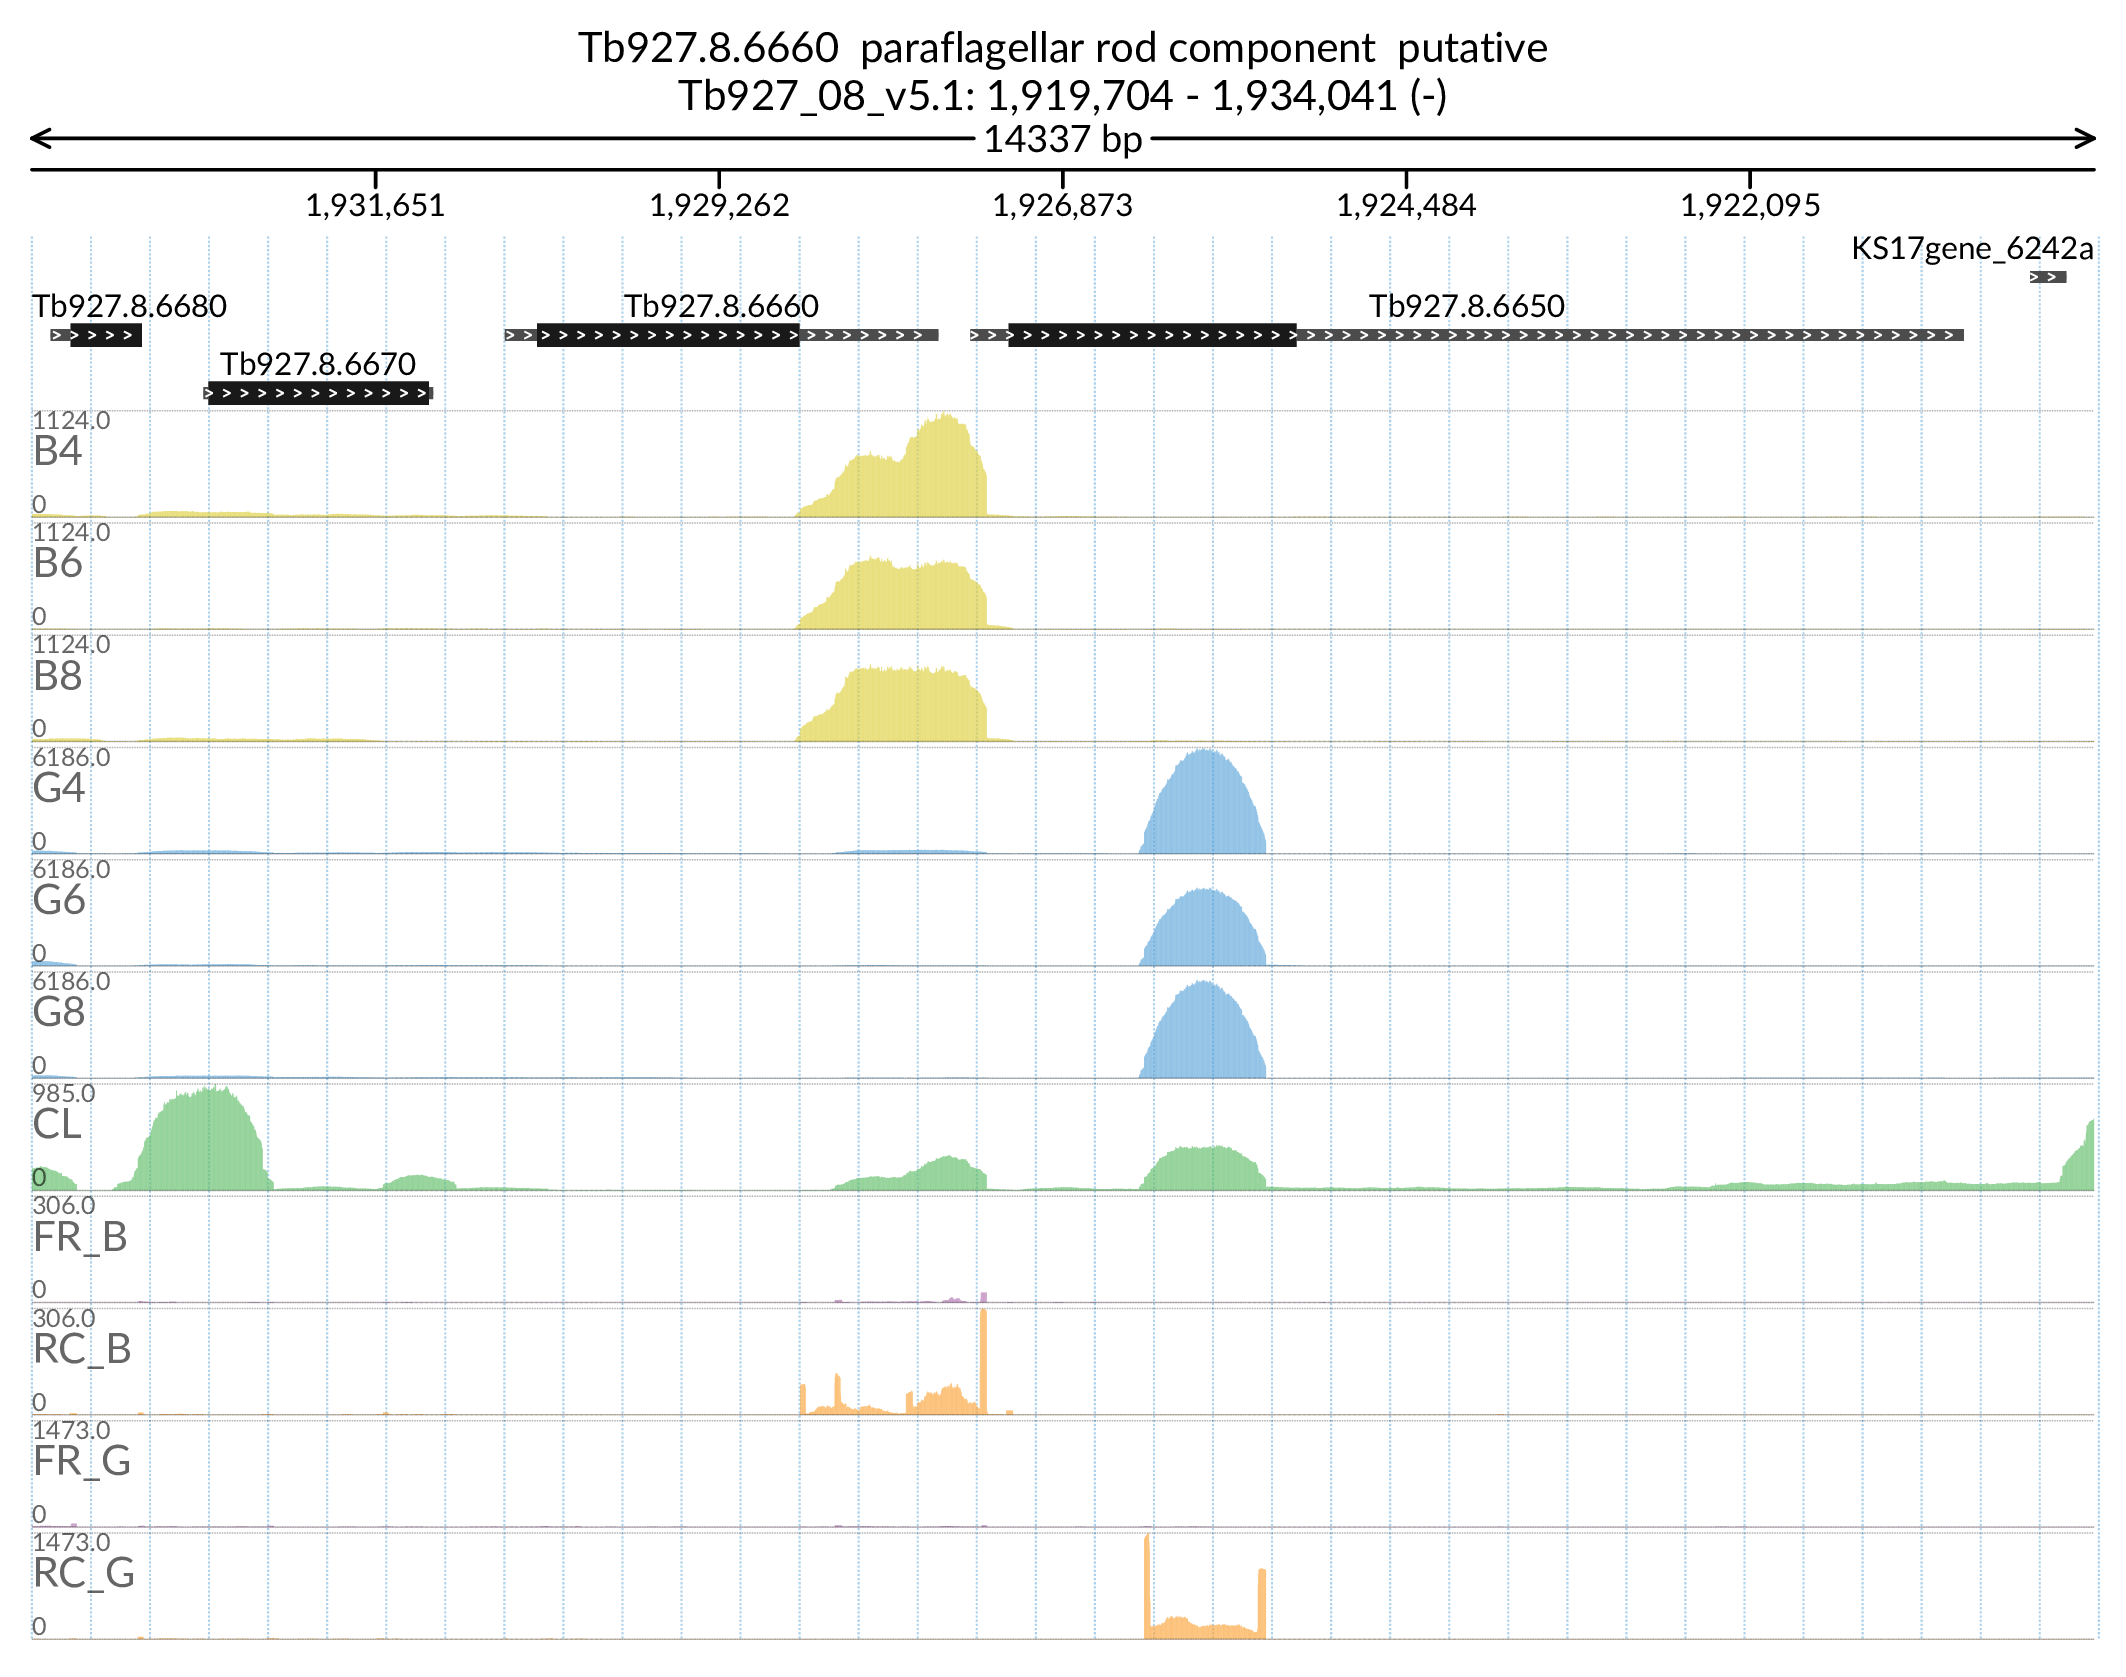 Tb927.8.6660  paraflagellar rod component  putative
Tb927_08_v5.1: 1,919,704 - 1,934,041 (-)
14337 bp
1,931,651 1,929,262 1,926,873 1,924,484 1,922,095
KS17gene_6242a
Tb927.8.6680 Tb927.8.6660 Tb927.8.6650
Tb927.8.6670
1124.0
B4
0
1124.0
B6
0
1124.0
B8
0
6186.0
G4
0
6186.0
G6
0
6186.0
G8
0
985.0
CL
0
306.0
FR_B
0
306.0
RC_B
0
1473.0
FR_G
0
1473.0
RC_G
0